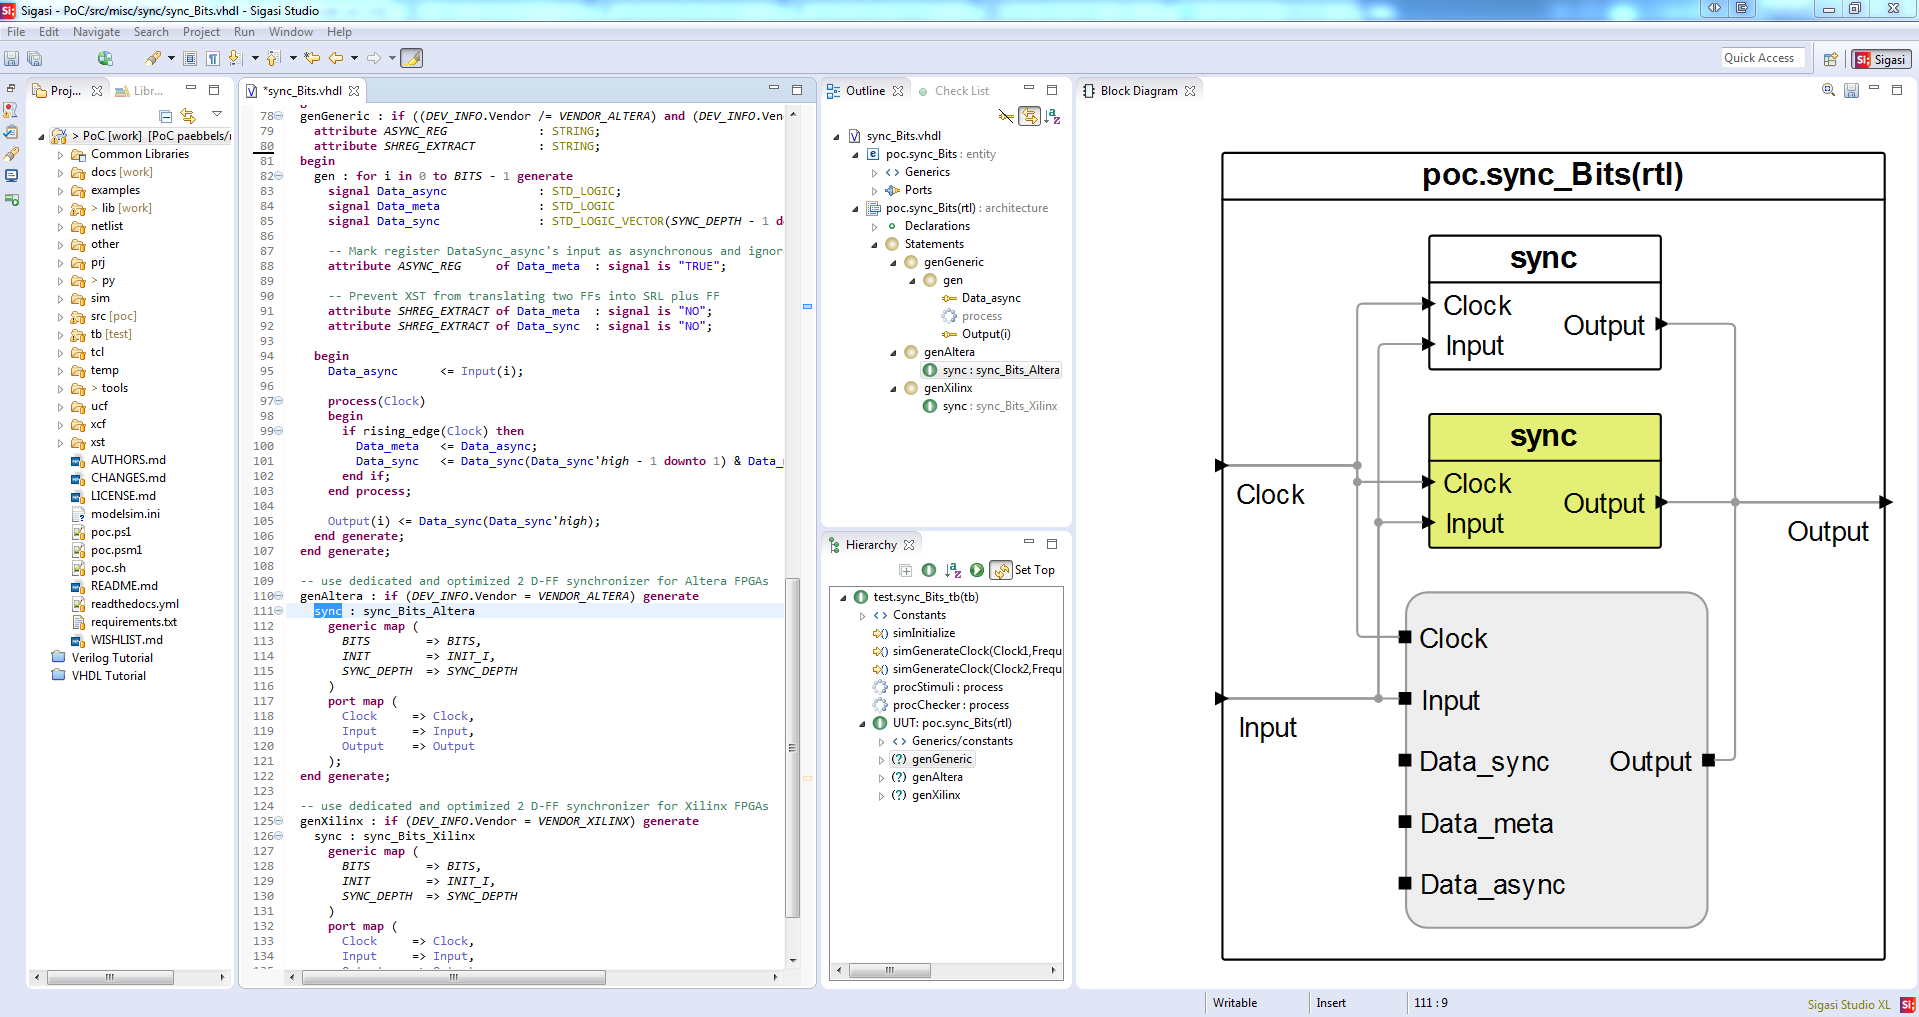 Sigasi - PoC/src/misc/sync/sync_Bits.vhdl - Sigasi Studio
File Edit Navigate Search Project Run Window Help
Quick Access
Sigasi
Proj...
Libr...
> PoC [work] [PoC paebbels/r
Common Libraries
docs [work]
examples
> lib [work]
netlist
other
prj
> py
sim
src [poc]
tb [test]
tcl
temp
> tools
ucf
xcf
xst
AUTHORS.md
CHANGES.md
LICENSE.md
modelsim.ini
poc.ps1
poc.psm1
poc.sh
README.md
readthedocs.yml
requirements.txt
WISHLIST.md
Verilog Tutorial
VHDL Tutorial
*sync_Bits.vhdl
78 genGeneric : if ((DEV_INFO.Vendor /= VENDOR_ALTERA) and (DEV_INFO.Ven
79 attribute ASYNC_REG : STRING;
80 attribute SHREG_EXTRACT : STRING;
81 begin
82 gen : for i in 0 to BITS - 1 generate
83 signal Data_async : STD_LOGIC;
84 signal Data_meta : STD_LOGIC
85 signal Data_sync : STD_LOGIC_VECTOR(SYNC_DEPTH - 1 d
86
87 -- Mark register DataSync_async's input as asynchronous and ignor
88 attribute ASYNC_REG of Data_meta : signal is "TRUE";
89
90 -- Prevent XST from translating two FFs into SRL plus FF
91 attribute SHREG_EXTRACT of Data_meta : signal is "NO";
92 attribute SHREG_EXTRACT of Data_sync : signal is "NO";
93
94 begin
95 Data_async <= Input(i);
96
97 process(Clock)
98 begin
99 if rising_edge(Clock) then
100 Data_meta <= Data_async;
101 Data_sync <= Data_sync(Data_sync'high - 1 downto 1) & Data_
102 end if;
103 end process;
104
105 Output(i) <= Data_sync(Data_sync'high);
106 end generate;
107 end generate;
108
109 -- use dedicated and optimized 2 D-FF synchronizer for Altera FPGAs
110 genAltera : if (DEV_INFO.Vendor = VENDOR_ALTERA) generate
111 sync : sync_Bits_Altera
112 generic map (
113 BITS => BITS,
114 INIT => INIT_I,
115 SYNC_DEPTH => SYNC_DEPTH
116 )
117 port map (
118 Clock => Clock,
119 Input => Input,
120 Output => Output
121 );
122 end generate;
123
124 -- use dedicated and optimized 2 D-FF synchronizer for Xilinx FPGAs
125 genXilinx : if (DEV_INFO.Vendor = VENDOR_XILINX) generate
126 sync : sync_Bits_Xilinx
127 generic map (
128 BITS => BITS,
129 INIT => INIT_I,
130 SYNC_DEPTH => SYNC_DEPTH
131 )
132 port map (
133 Clock => Clock,
134 Input => Input,
Outline
Check List
sync_Bits.vhdl
poc.sync_Bits : entity
Generics
Ports
poc.sync_Bits(rtl) : architecture
Declarations
Statements
genGeneric
gen
Data_async
process
Output(i)
genAltera
sync : sync_Bits_Altera
genXilinx
sync : sync_Bits_Xilinx
Hierarchy
Set Top
test.sync_Bits_tb(tb)
Constants
simInitialize
simGenerateClock(Clock1,Frequ
simGenerateClock(Clock2,Frequ
procStimuli : process
procChecker : process
UUT: poc.sync_Bits(rtl)
Generics/constants
genGeneric
genAltera
genXilinx
Block Diagram
poc.sync_Bits(rtl)
sync
Clock
Output
Input
sync
Clock
Output
Input
Clock
Output
Input
Clock
Input
Data_sync
Output
Data_meta
Data_async
Writable
Insert
111 : 9
Sigasi Studio XL